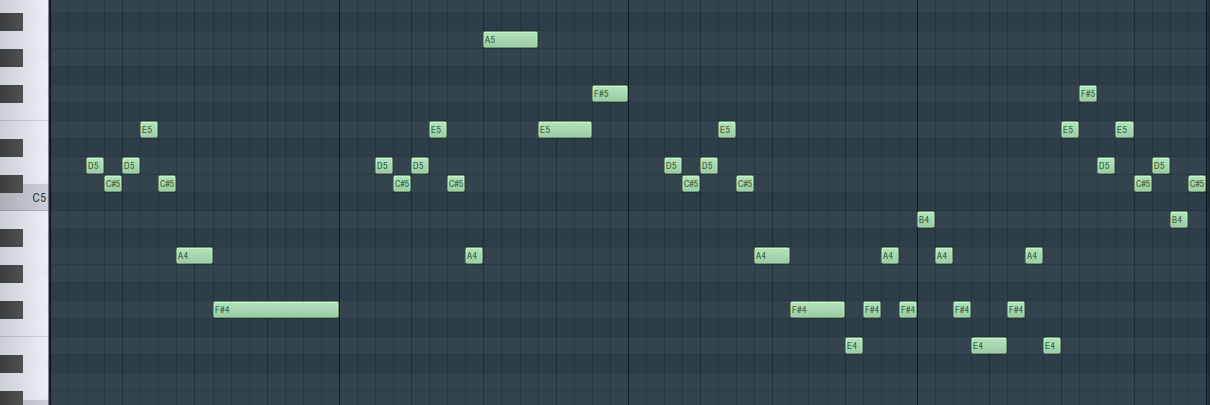 A5
F#5
E5 E5 E5 E5 E5 E5
D5 D5 D5 D5 D5 D5 D5 D5
C#5 C#5 C#5 C#5 C#5 C#5 C#5 C#5
C5
B4 B4
A4 A4 A4 A4 A4 A4
F#4 F#4 F#4 F#4 F#4 F#4
E4 E4 E4
F#5